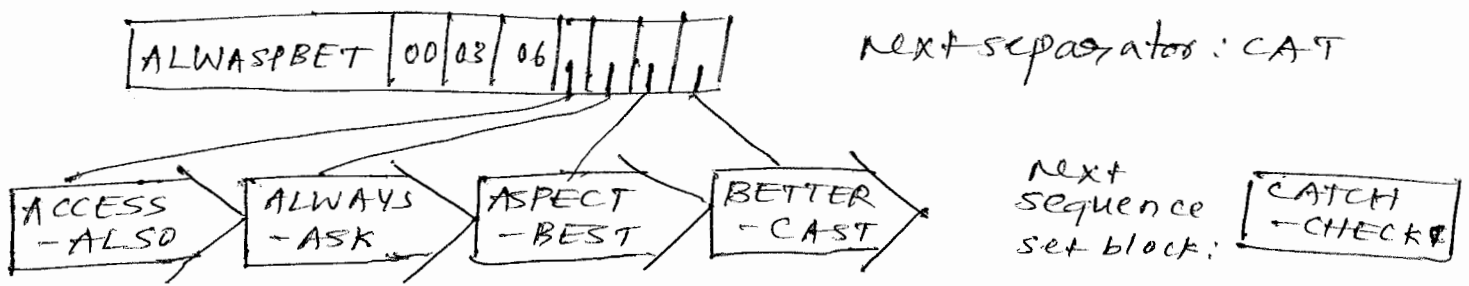 ALWASPBET 00 03 06
Next separator: CAT
ACCESS
-ALSO
ALWAYS
-ASK
ASPECT
-BEST
BETTER
-CAST
next
sequence
set block:
CATCH
-CHECK